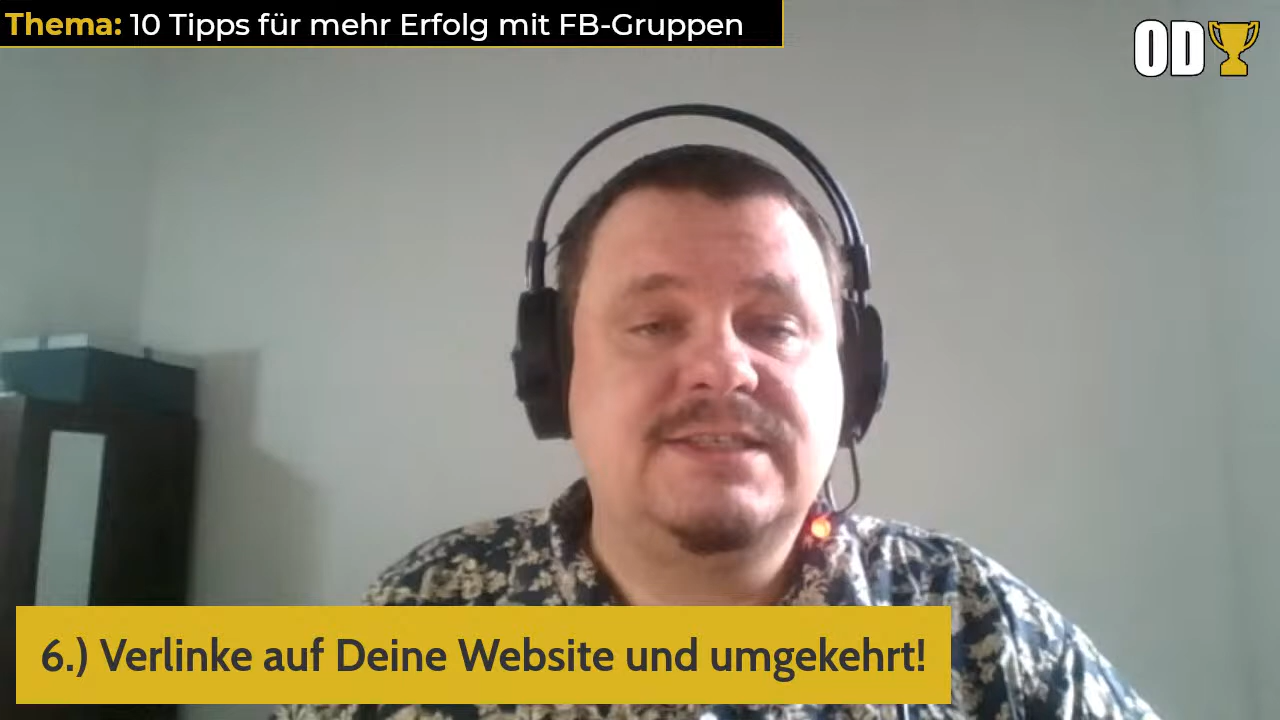 Thema: 10 Tipps für mehr Erfolg mit FB-Gruppen
OD
6.) Verlinke auf Deine Website und umgekehrt!